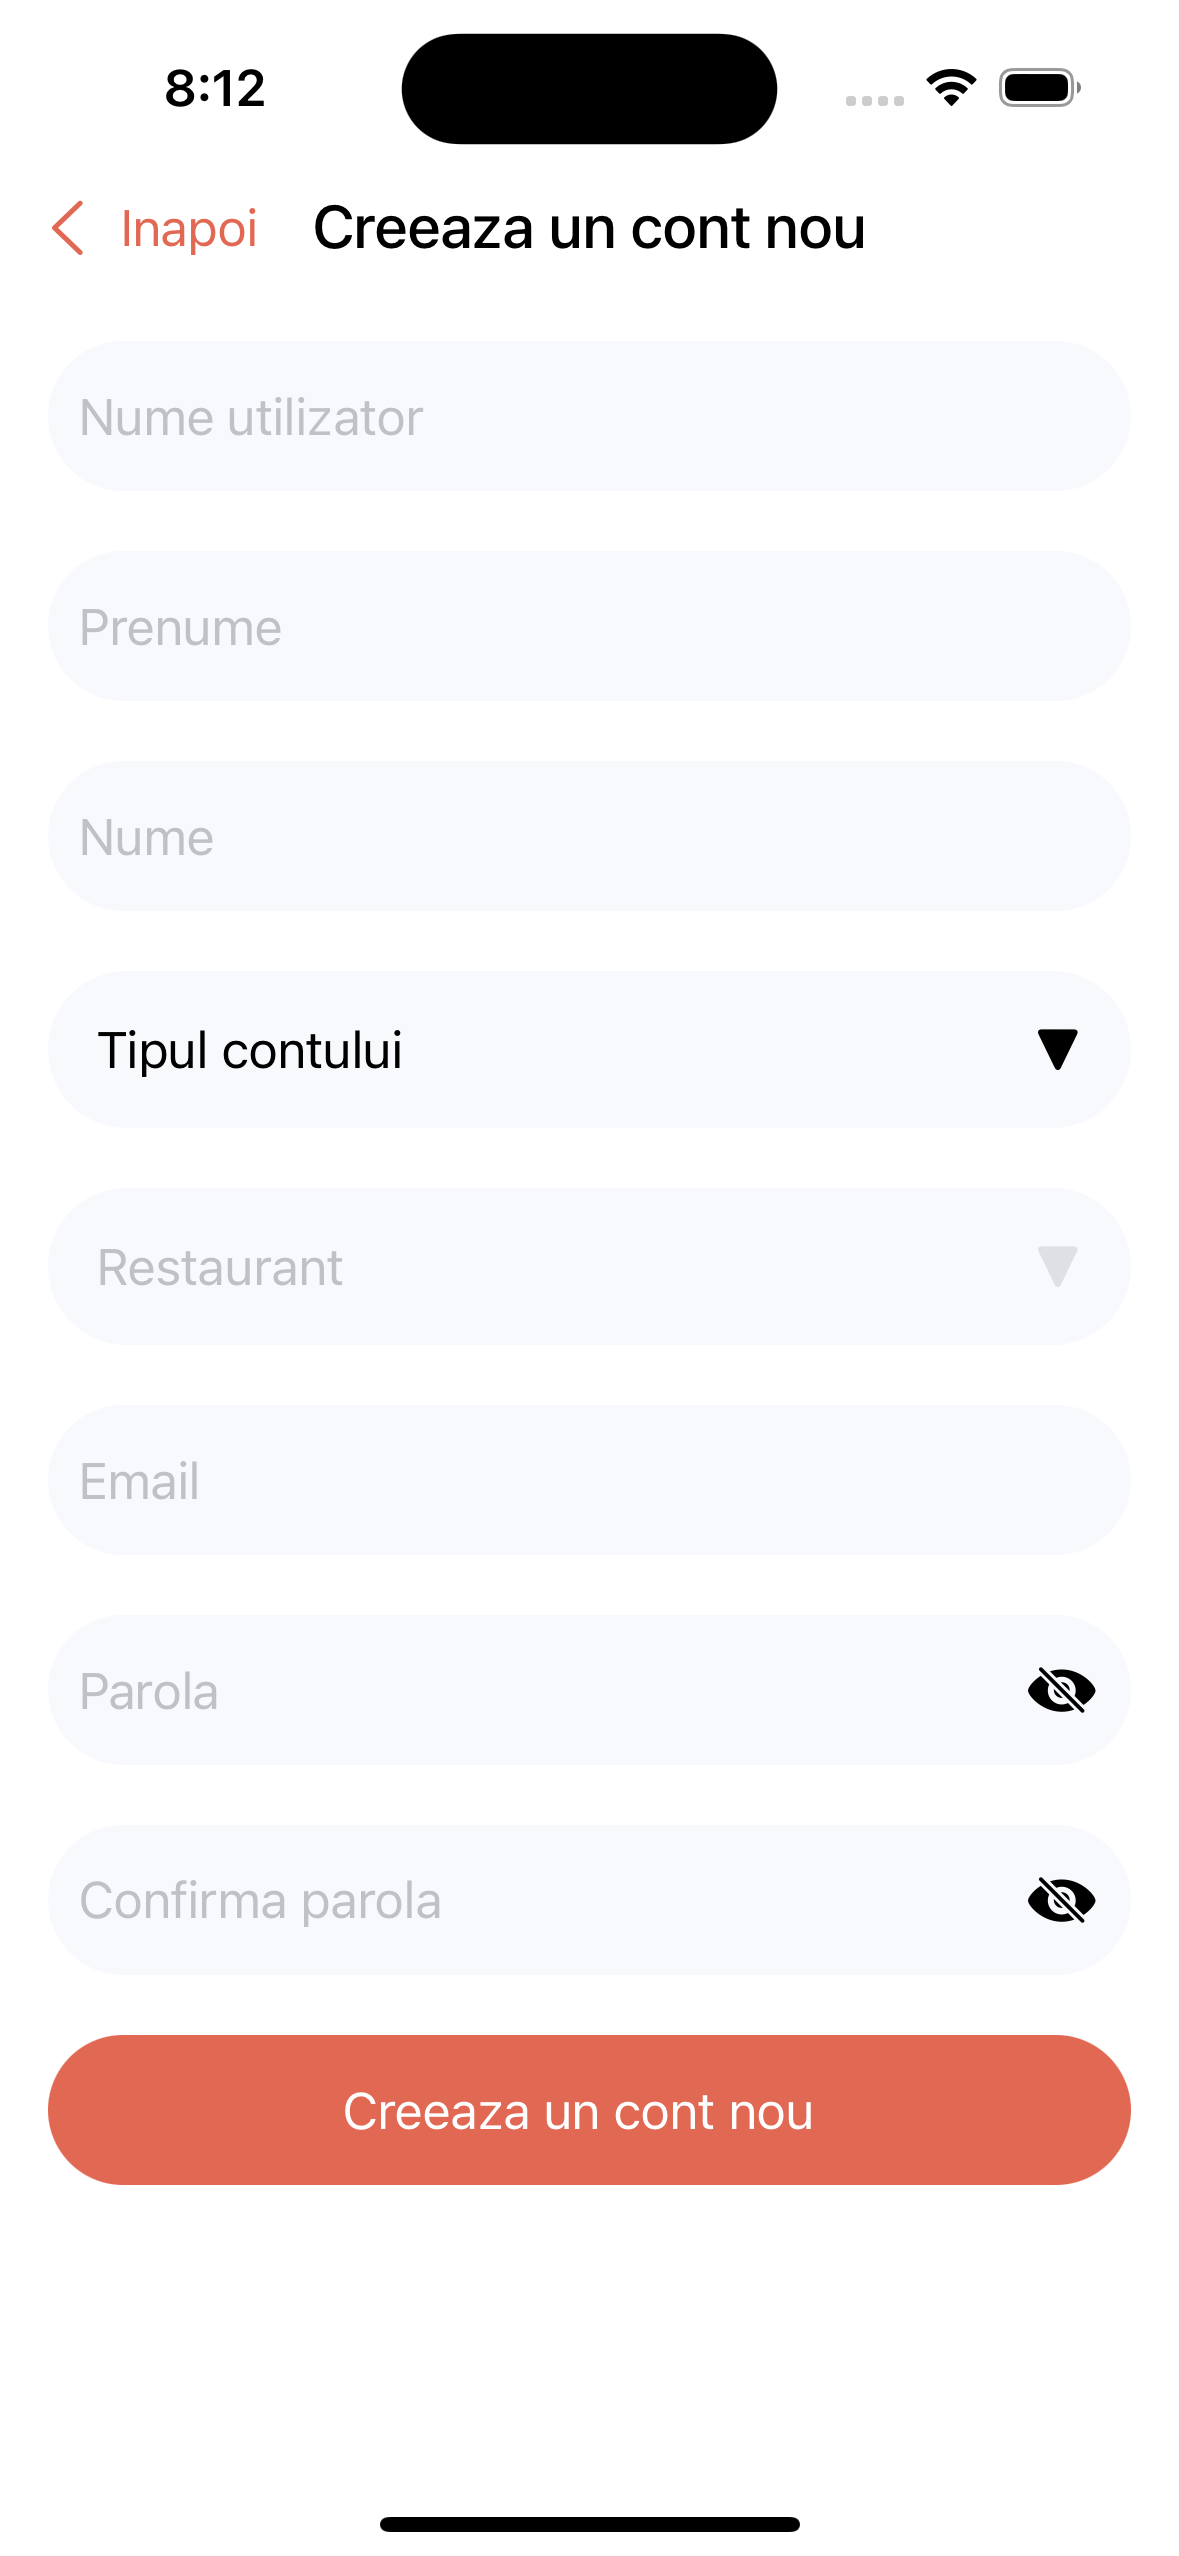 8:12
Inapoi
Creeaza un cont nou
Nume utilizator
Prenume
Nume
Tipul contului
Restaurant
Email
Parola
Confirma parola
Creeaza un cont nou